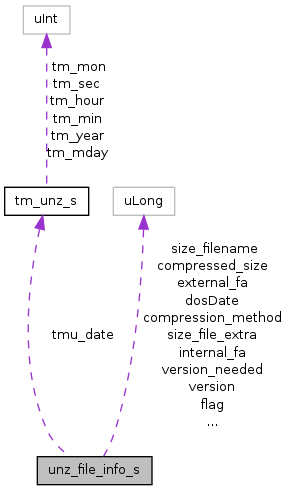 uInt
tm_mon
tm_sec
tm_hour
tm_min
tm_year
tm_mday
tm_unz_s
uLong
size_filename
compressed_size
external_fa
dosDate
compression_method
size_file_extra
internal_fa
version_needed
version
flag
...
tmu_date
unz_file_info_s